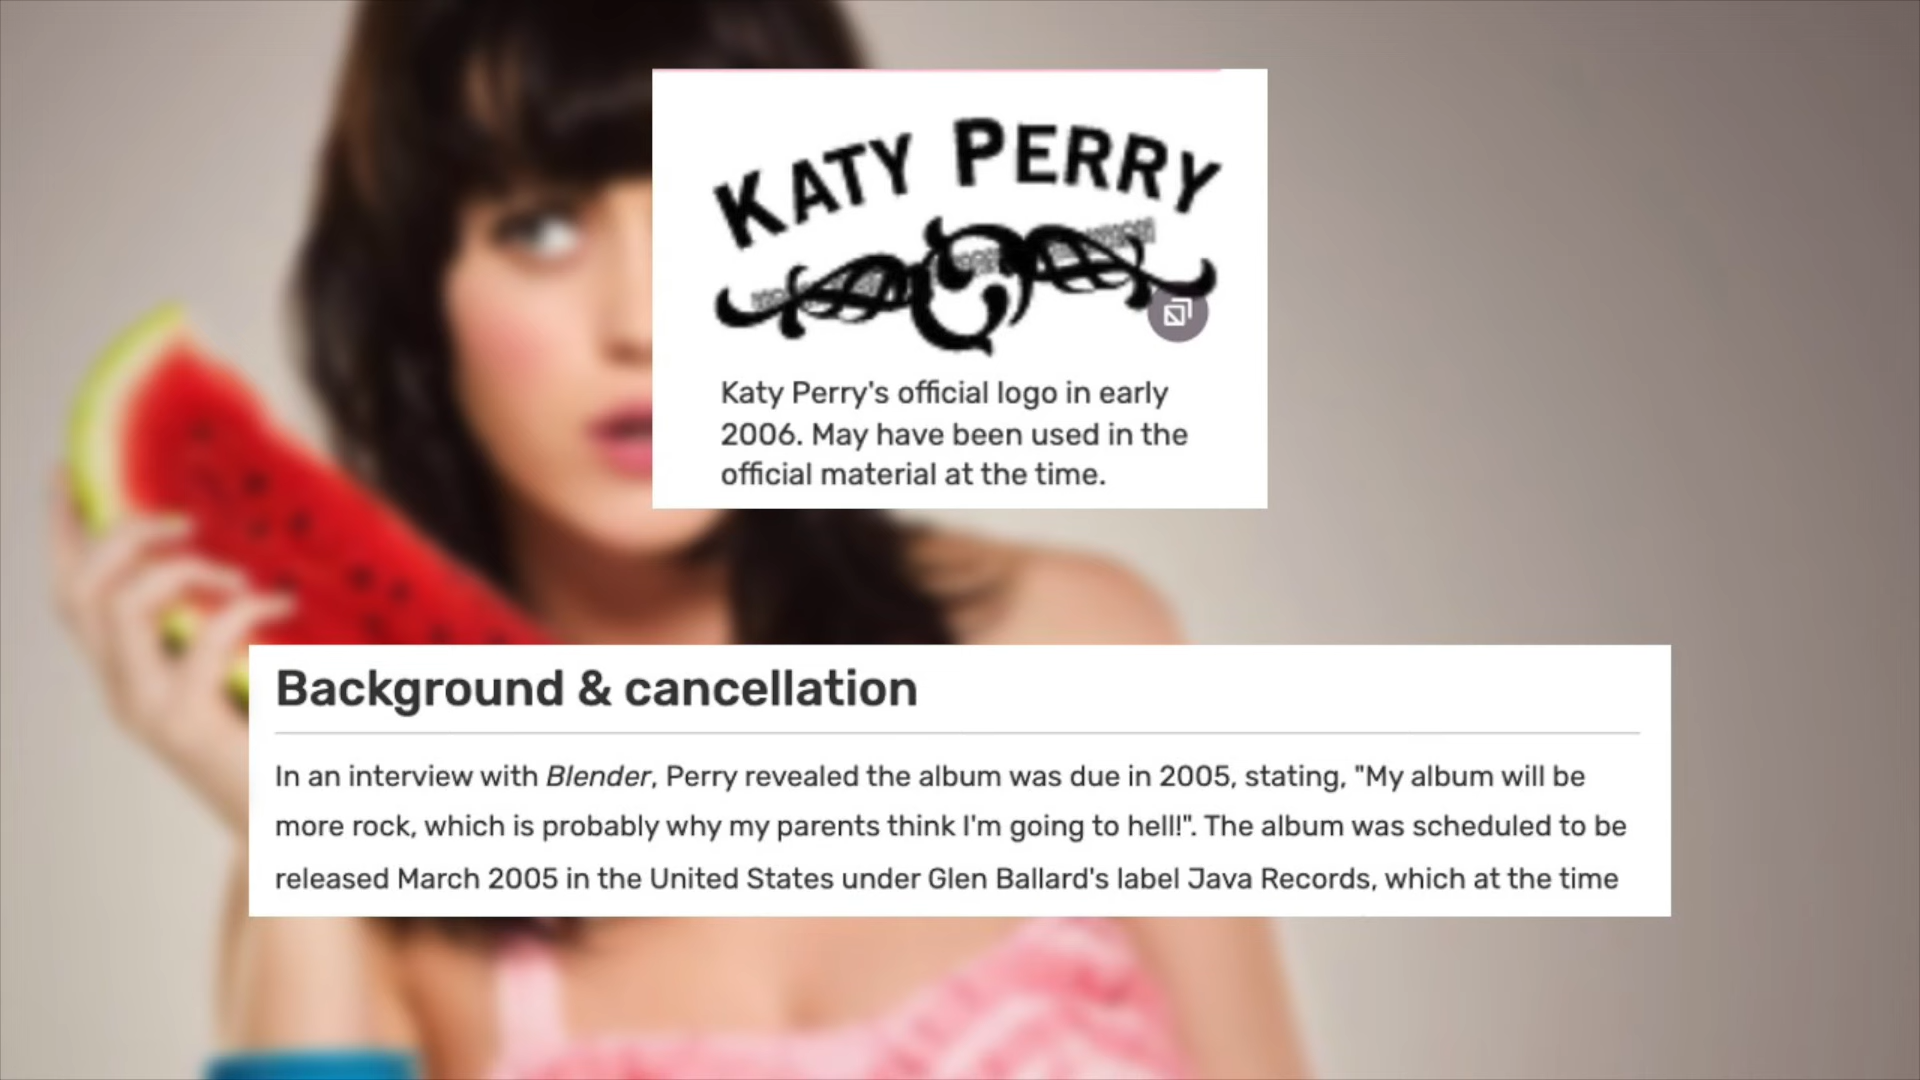 KATY PERRY
Katy Perry's official logo in early
2006. May have been used in the
official material at the time.
Background & cancellation
In an interview with Blender, Perry revealed the album was due in 2005, stating, "My album will be
more rock, which is probably why my parents think I'm going to hell!". The album was scheduled to be
released March 2005 in the United States under Glen Ballard's label Java Records, which at the time